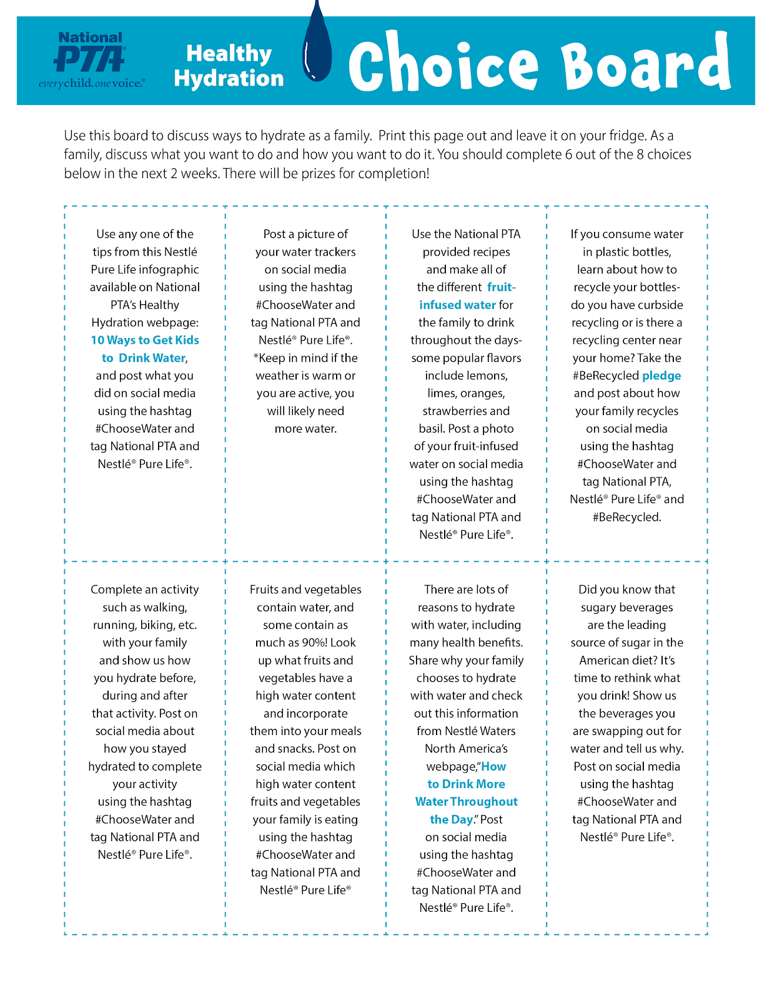 National
PTA®
everychild. one voice.®
Healthy
Hydration
Choice Board
Use this board to discuss ways to hydrate as a family.  Print this page out and leave it on your fridge. As a
family, discuss what you want to do and how you want to do it. You should complete 6 out of the 8 choices
below in the next 2 weeks. There will be prizes for completion!
Use any one of the
tips from this Nestlé
Pure Life infographic
available on National
PTA’s Healthy
Hydration webpage:
10 Ways to Get Kids
to  Drink Water,
and post what you
did on social media
using the hashtag
#ChooseWater and
tag National PTA and
Nestlé® Pure Life®.
Post a picture of
your water trackers
on social media
using the hashtag
#ChooseWater and
tag National PTA and
Nestlé® Pure Life®.
*Keep in mind if the
weather is warm or
you are active, you
will likely need
more water.
Use the National PTA
provided recipes
and make all of
the different  fruit-
infused water for
the family to drink
throughout the days-
some popular flavors
include lemons,
limes, oranges,
strawberries and
basil. Post a photo
of your fruit-infused
water on social media
using the hashtag
#ChooseWater and
tag National PTA and
Nestlé® Pure Life®.
If you consume water
in plastic bottles,
learn about how to
recycle your bottles-
do you have curbside
recycling or is there a
recycling center near
your home? Take the
#BeRecycled pledge
and post about how
your family recycles
on social media
using the hashtag
#ChooseWater and
tag National PTA,
Nestlé® Pure Life® and
#BeRecycled.
Complete an activity
such as walking,
running, biking, etc.
with your family
and show us how
you hydrate before,
during and after
that activity. Post on
social media about
how you stayed
hydrated to complete
your activity
using the hashtag
#ChooseWater and
tag National PTA and
Nestlé® Pure Life®.
Fruits and vegetables
contain water, and
some contain as
much as 90%! Look
up what fruits and
vegetables have a
high water content
and incorporate
them into your meals
and snacks. Post on
social media which
high water content
fruits and vegetables
your family is eating
using the hashtag
#ChooseWater and
tag National PTA and
Nestlé® Pure Life®
There are lots of
reasons to hydrate
with water, including
many health benefits.
Share why your family
chooses to hydrate
with water and check
out this information
from Nestlé Waters
North America’s
webpage,“How
to Drink More
Water Throughout
the Day.” Post
on social media
using the hashtag
#ChooseWater and
tag National PTA and
Nestlé® Pure Life®.
Did you know that
sugary beverages
are the leading
source of sugar in the
American diet? It’s
time to rethink what
you drink! Show us
the beverages you
are swapping out for
water and tell us why.
Post on social media
using the hashtag
#ChooseWater and
tag National PTA and
Nestlé® Pure Life®.